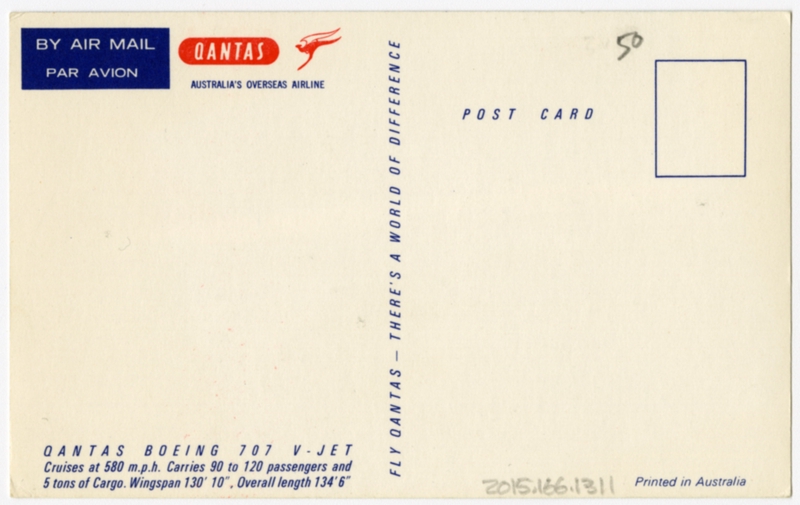 BY AIR MAIL
PAR AVION
QANTAS
AUSTRALIA'S OVERSEAS AIRLINE
FLY QANTAS — THERE'S A WORLD OF DIFFERENCE
50
POST CARD
QANTAS BOEING 707 V-JET
Cruises at 580 m.p.h. Carries 90 to 120 passengers and
5 tons of Cargo. Wingspan 130' 10", Overall length 134'6"
2015.166.1311
Printed in Australia